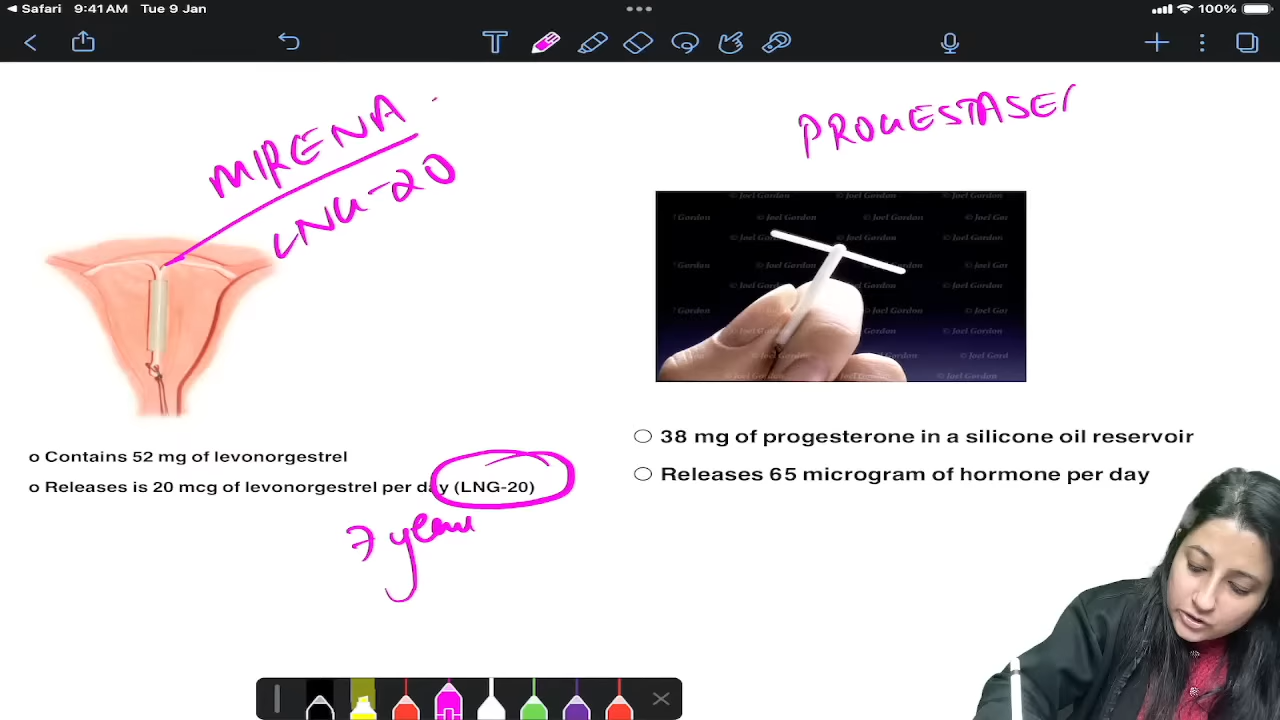 Safari 9:41 AM Tue 9 Jan
100%
T
MIRENA
LNG-20
PROGESTASER
© Joel Gordon
o Contains 52 mg of levonorgestrel
o Releases is 20 mcg of levonorgestrel per day (LNG-20)
7 years
38 mg of progesterone in a silicone oil reservoir
Releases 65 microgram of hormone per day